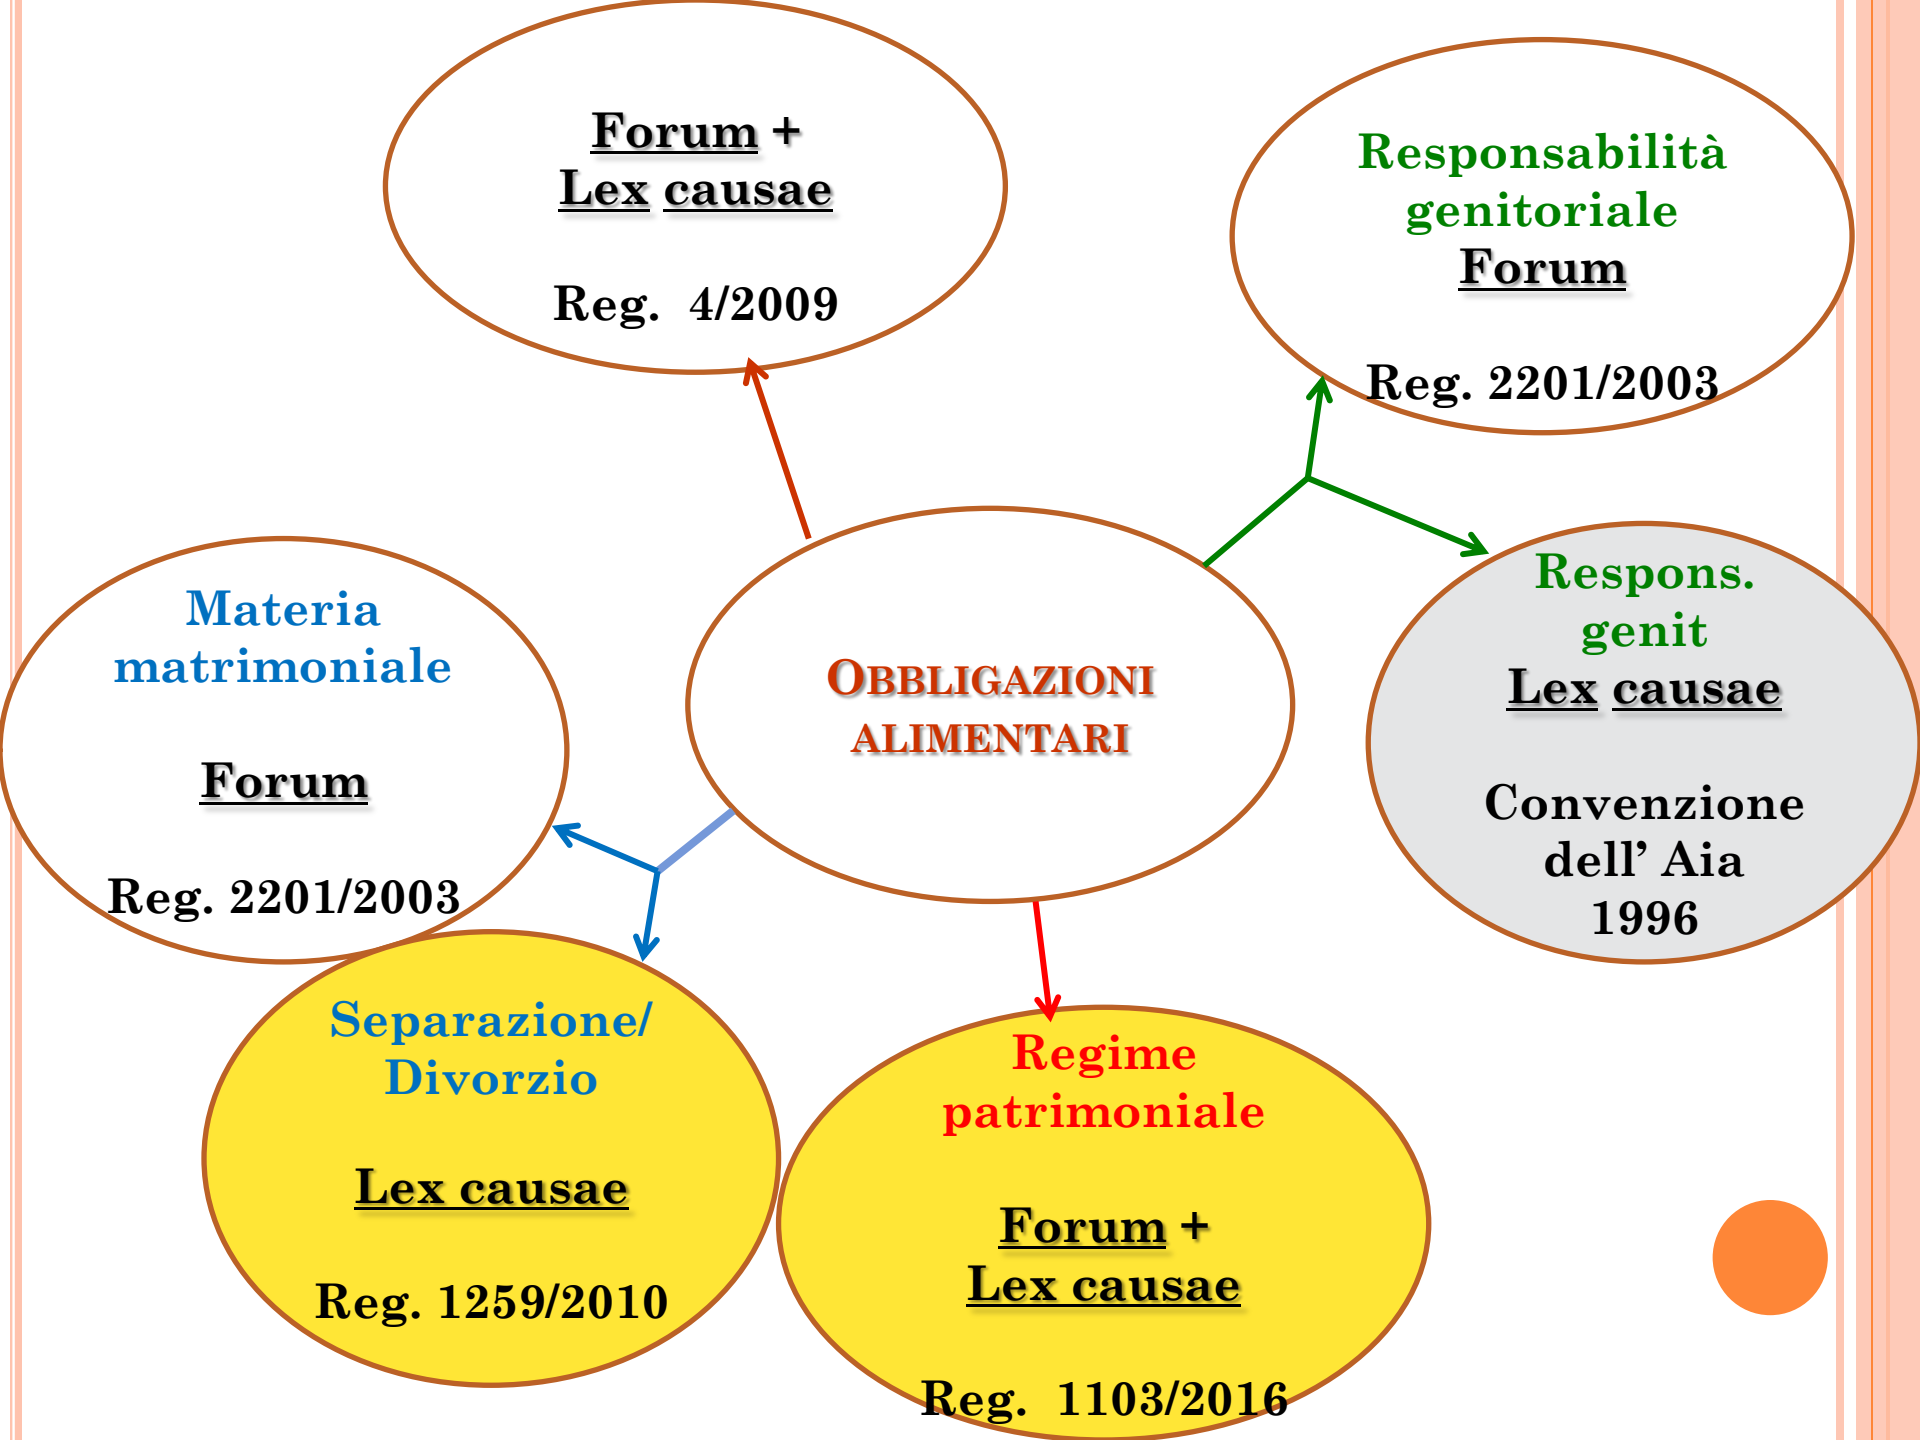 Forum +
Lex causae
Reg. 4/2009
Responsabilità
genitoriale
Forum
Reg. 2201/2003
Materia
matrimoniale
Forum
Reg. 2201/2003
OBBLIGAZIONI
ALIMENTARI
Respons.
genit
Lex causae
Convenzione
dell’ Aia
1996
Separazione/
Divorzio
Lex causae
Reg. 1259/2010
Regime
patrimoniale
Forum +
Lex causae
Reg. 1103/2016